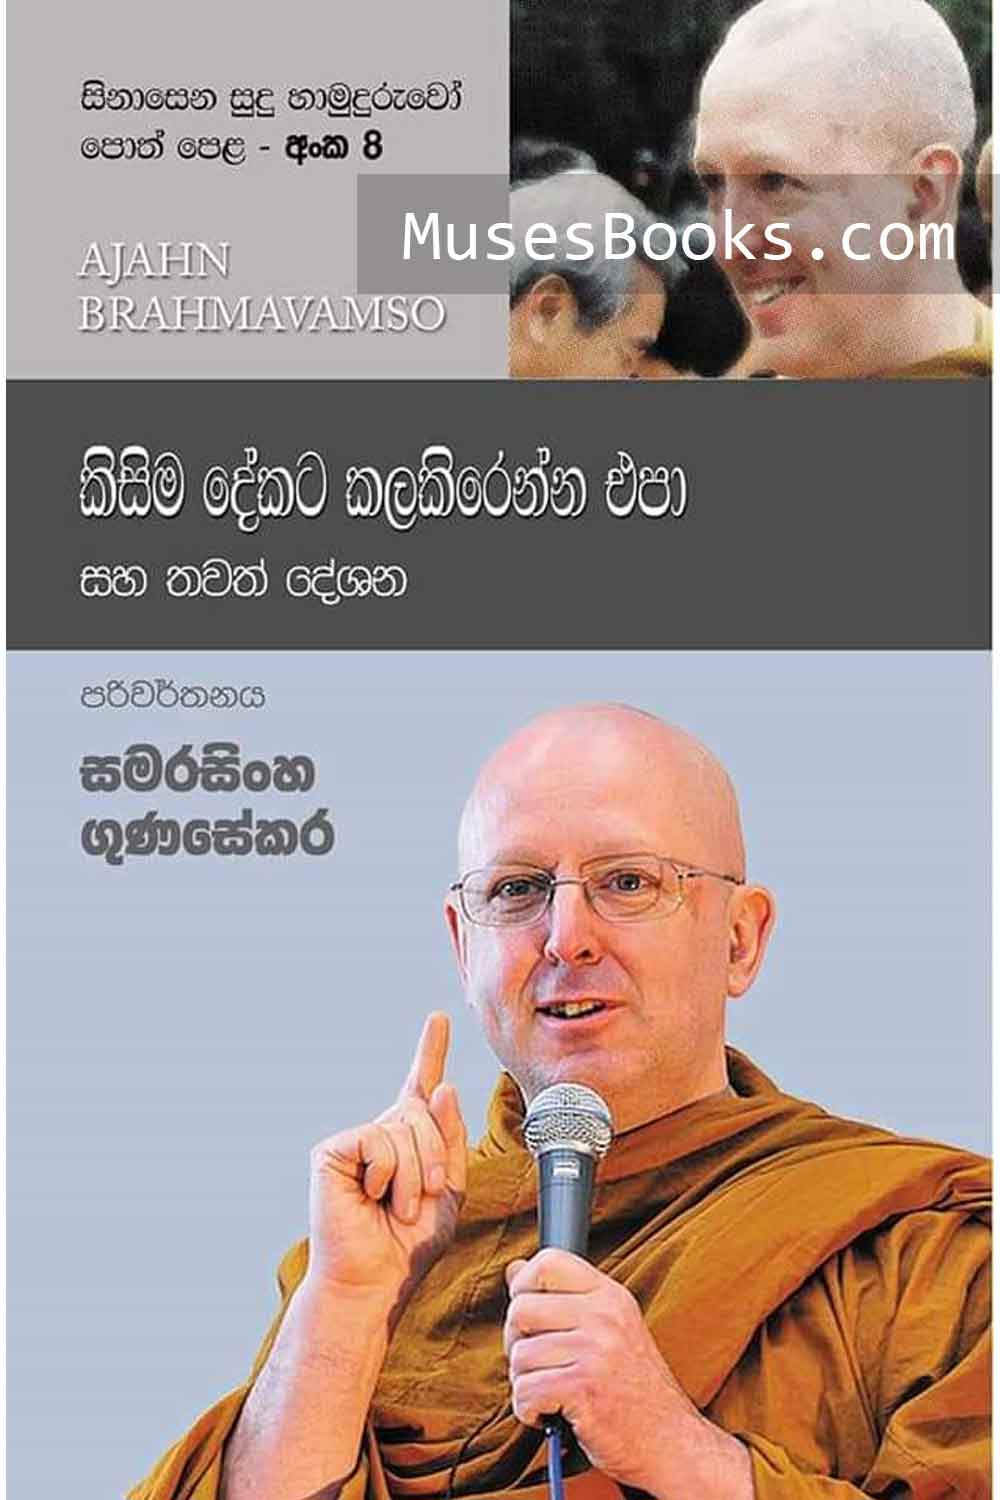 සිනාසෙන සුදු හාමුදුරුවෝ
පොත් පෙළ - අංක 8
MusesBooks.com
AJAHN
BRAHMAVAMSO
කිසිම දේකට කලකිරෙන්න එපා
සහ තවත් දේශන
පරිවර්තනය
සමරසිංහ
ගුණසේකර